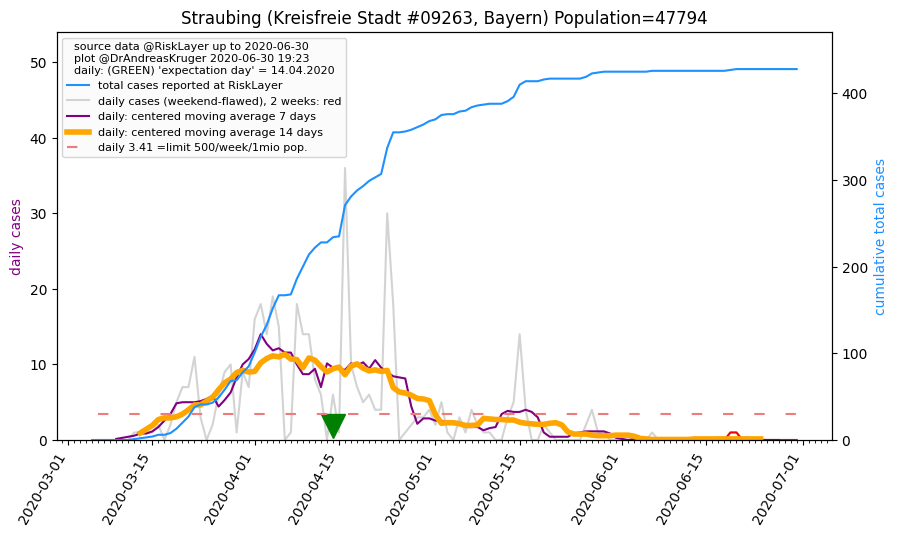 Straubing (Kreisfreie Stadt #09263, Bayern) Population=47794
source data @RiskLayer up to 2020-06-30
plot @DrAndreasKruger 2020-06-30 19:23
daily: (GREEN) 'expectation day' = 14.04.2020
total cases reported at RiskLayer
daily cases (weekend-flawed), 2 weeks: red
daily: centered moving average 7 days
daily: centered moving average 14 days
daily 3.41 =limit 500/week/1mio pop.
daily cases
50
40
30
20
10
0
cumulative total cases
400
300
200
100
0
2020-03-01
2020-03-15
2020-04-01
2020-04-15
2020-05-01
2020-05-15
2020-06-01
2020-06-15
2020-07-01